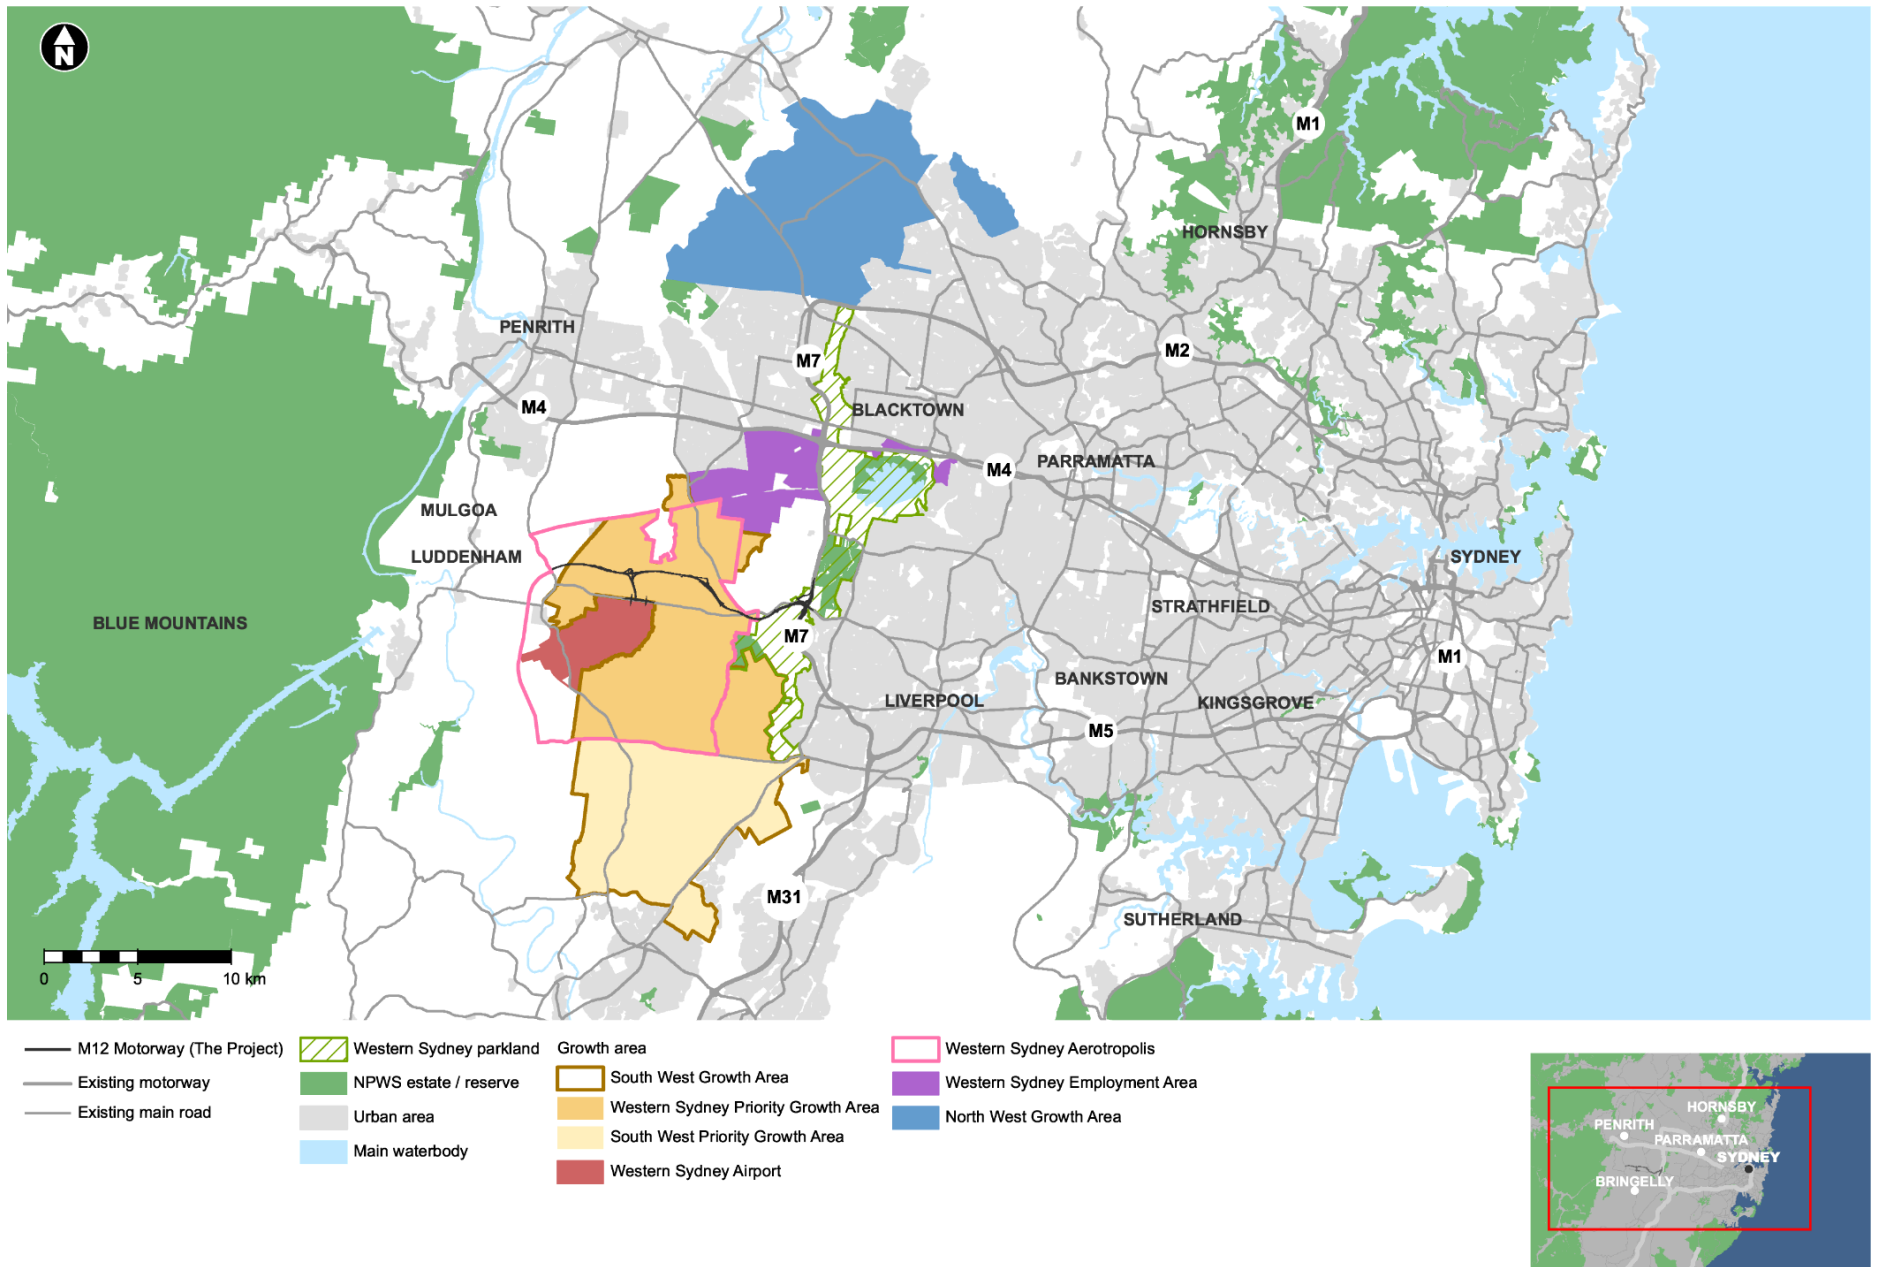 N
M1
HORNSBY
PENRITH
M7
M2
M4
BLACKTOWN
M4
PARRAMATTA
MULGOA
LUDDENHAM
SYDNEY
STRATHFIELD
BLUE MOUNTAINS
M7
M1
BANKSTOWN
LIVERPOOL
KINGSGROVE
M5
M31
SUTHERLAND
0 5 10 km
M12 Motorway (The Project)
Existing motorway
Existing main road
Western Sydney parkland
NPWS estate / reserve
Urban area
Main waterbody
Growth area
South West Growth Area
Western Sydney Priority Growth Area
South West Priority Growth Area
Western Sydney Airport
Western Sydney Aerotropolis
Western Sydney Employment Area
North West Growth Area
HORNSBY
PENRITH
PARRAMATTA
SYDNEY
BRINGELLY